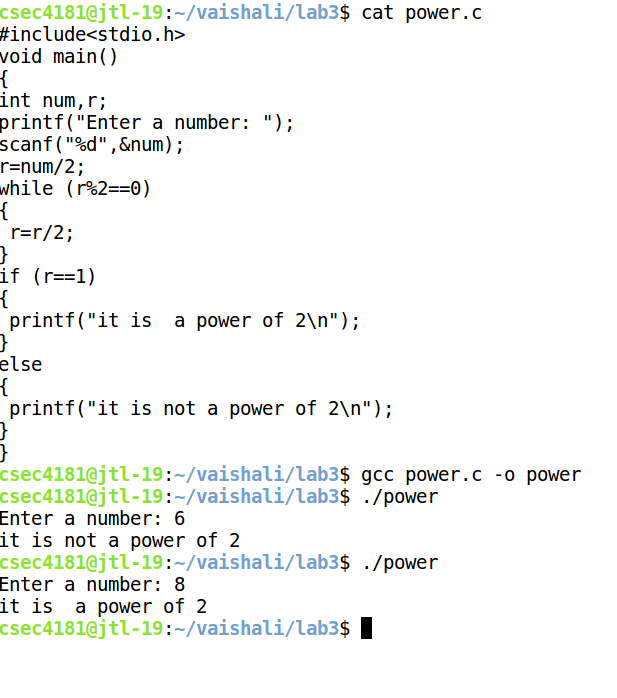 csec4181@jtl-19:~/vaishali/lab3$ cat power.c
#include<stdio.h>
void main()
{
int num,r;
printf("Enter a number: ");
scanf("%d",&num);
r=num/2;
while (r%2==0)
{
 r=r/2;
}
if (r==1)
{
 printf("it is  a power of 2\n");
}
else
{
 printf("it is not a power of 2\n");
}
}
csec4181@jtl-19:~/vaishali/lab3$ gcc power.c -o power
csec4181@jtl-19:~/vaishali/lab3$ ./power
Enter a number: 6
it is not a power of 2
csec4181@jtl-19:~/vaishali/lab3$ ./power
Enter a number: 8
it is  a power of 2
csec4181@jtl-19:~/vaishali/lab3$